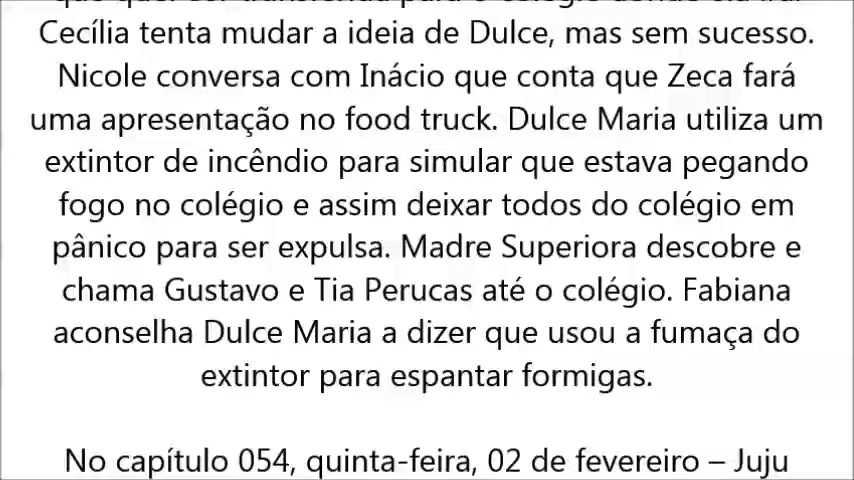 Cecília tenta mudar a ideia de Dulce, mas sem sucesso.
Nicole conversa com Inácio que conta que Zeca fará
uma apresentação no food truck. Dulce Maria utiliza um
extintor de incêndio para simular que estava pegando
fogo no colégio e assim deixar todos do colégio em
pânico para ser expulsa. Madre Superiora descobre e
chama Gustavo e Tia Perucas até o colégio. Fabiana
aconselha Dulce Maria a dizer que usou a fumaça do
extintor para espantar formigas.
No capítulo 054, quinta-feira, 02 de fevereiro – Juju